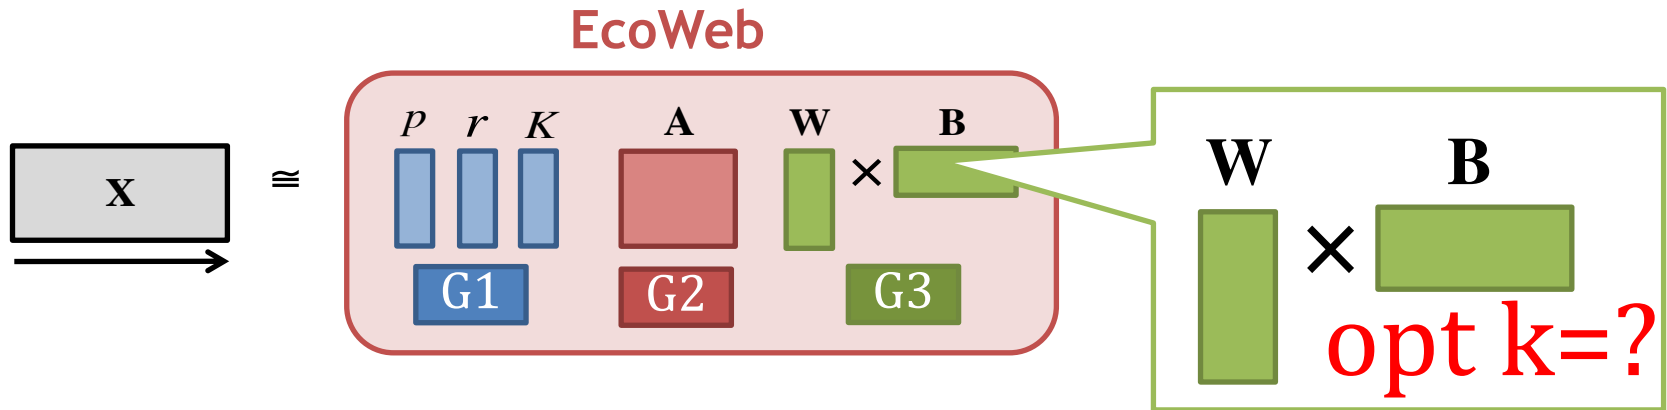 EcoWeb
X ≅ p r K A W × B
G1 G2 G3
W × B
opt k=?